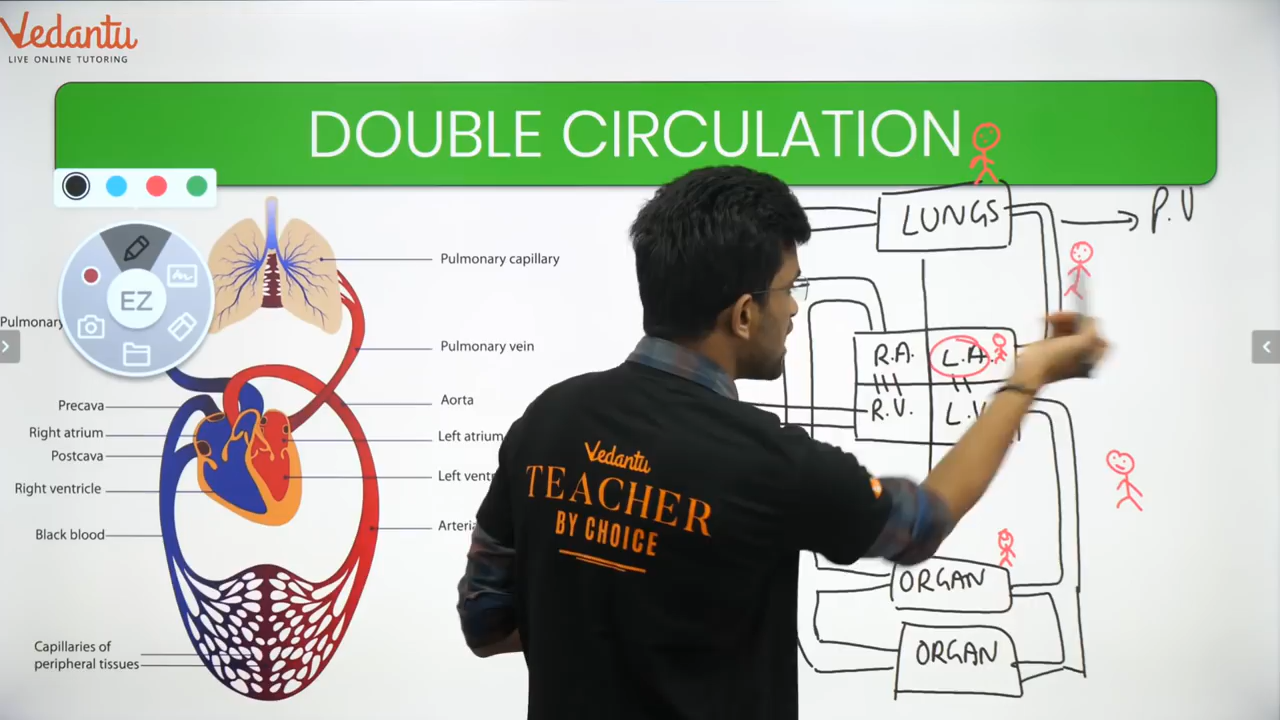 Vedantu
LIVE ONLINE TUTORING
DOUBLE CIRCULATION
EZ
Pulmonary
Pulmonary capillary
Pulmonary vein
Aorta
Left atrium
Left
Precava
Right atrium
Postcava
Right ventricle
Black blood
Capillaries of
peripheral tissues
Vedantu
TEACHER
BY CHOICE
LUNGS
P.V
R.A. L.A.
R.V. L.V
ORGAN
ORGAN